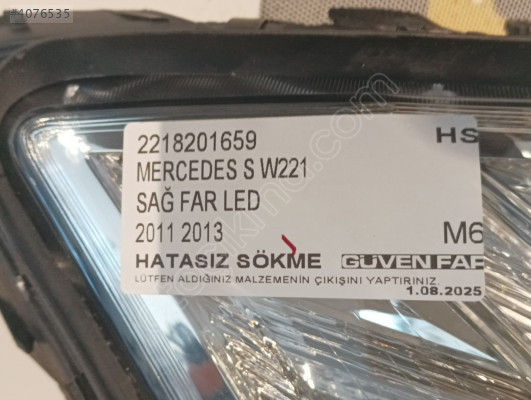 #4076535
2218201659
HS
MERCEDES S W221
SAĞ FAR LED
2011 2013
M6
HATASIZ SÖKME GÜVEN FAR
LÜTFEN ALDIĞINIZ MALZEMENİN ÇIKIŞINI YAPTIRINIZ.
1.08.2025